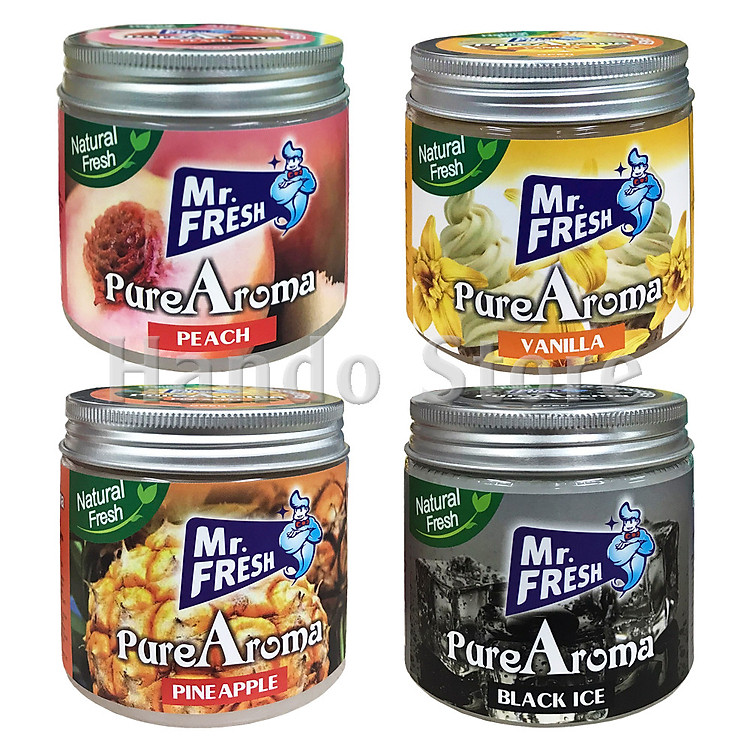 Natural
Fresh
Mr.
FRESH
PureAroma
PEACH
Natural
Fresh
Mr.
FRESH
PureAroma
VANILLA
Hando Store
Natural
Fresh
Mr.
FRESH
PureAroma
PINEAPPLE
Natural
Fresh
Mr.
FRESH
PureAroma
BLACK ICE